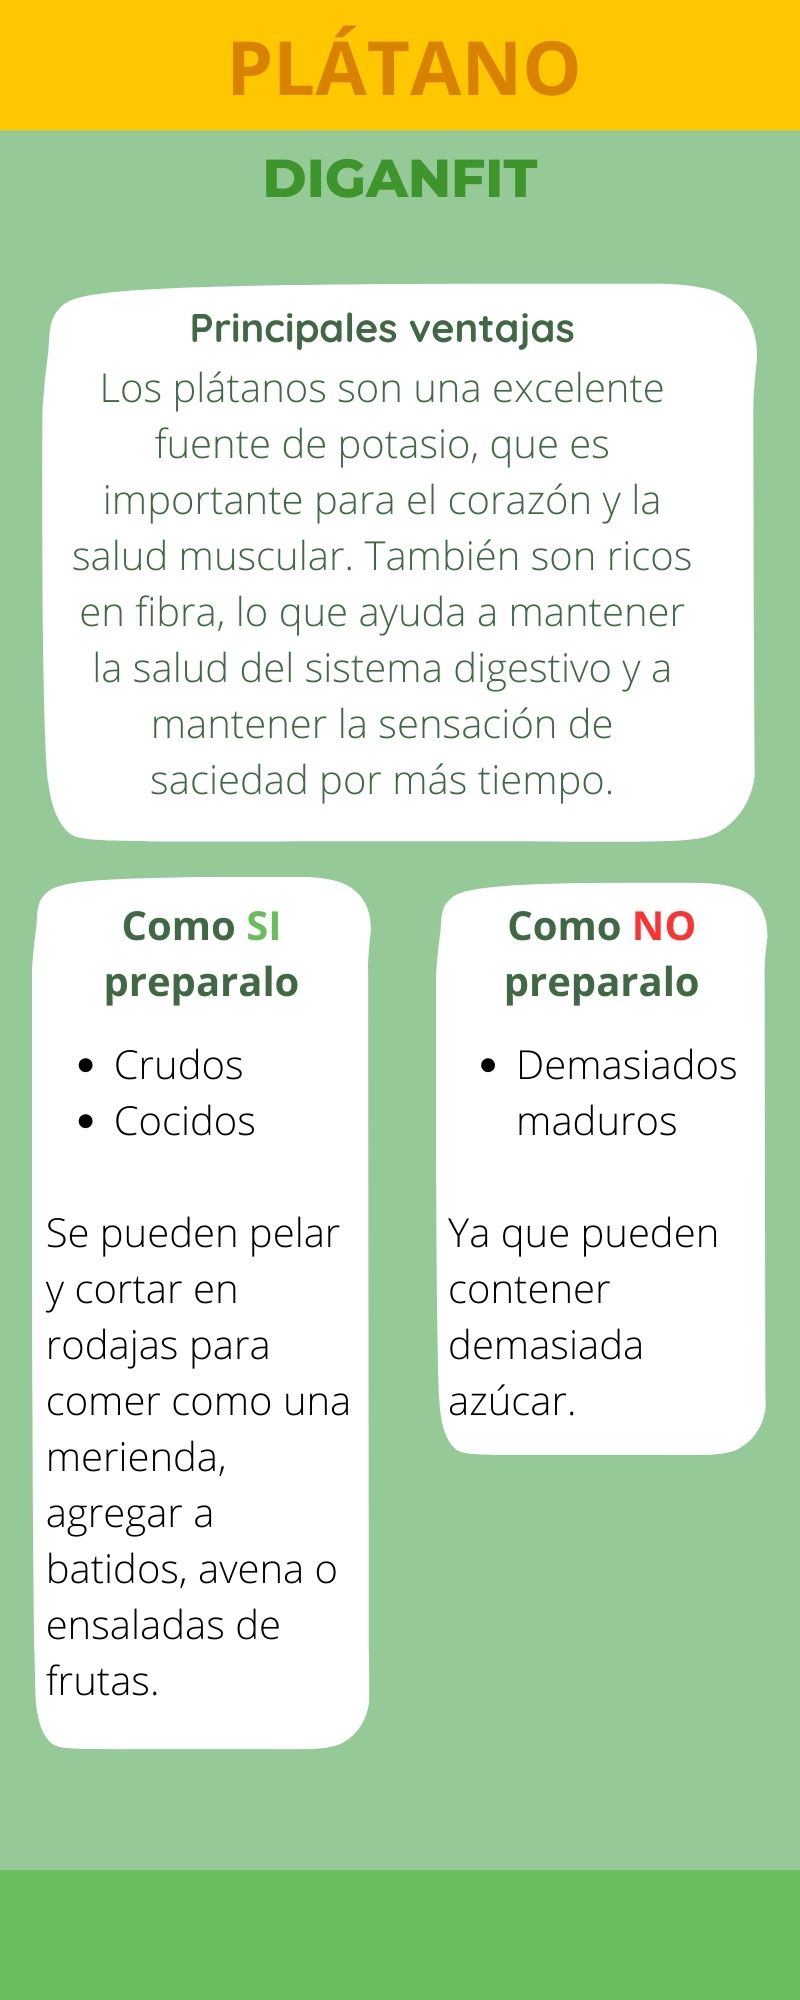 PLÁTANO
DIGANFIT
Principales ventajas
Los plátanos son una excelente
fuente de potasio, que es
importante para el corazón y la
salud muscular. También son ricos
en fibra, lo que ayuda a mantener
la salud del sistema digestivo y a
mantener la sensación de
saciedad por más tiempo.
Como SI
preparalo
• Crudos
• Cocidos
Se pueden pelar
y cortar en
rodajas para
comer como una
merienda,
agregar a
batidos, avena o
ensaladas de
frutas.
Como NO
preparalo
• Demasiados
maduros
Ya que pueden
contener
demasiada
azúcar.